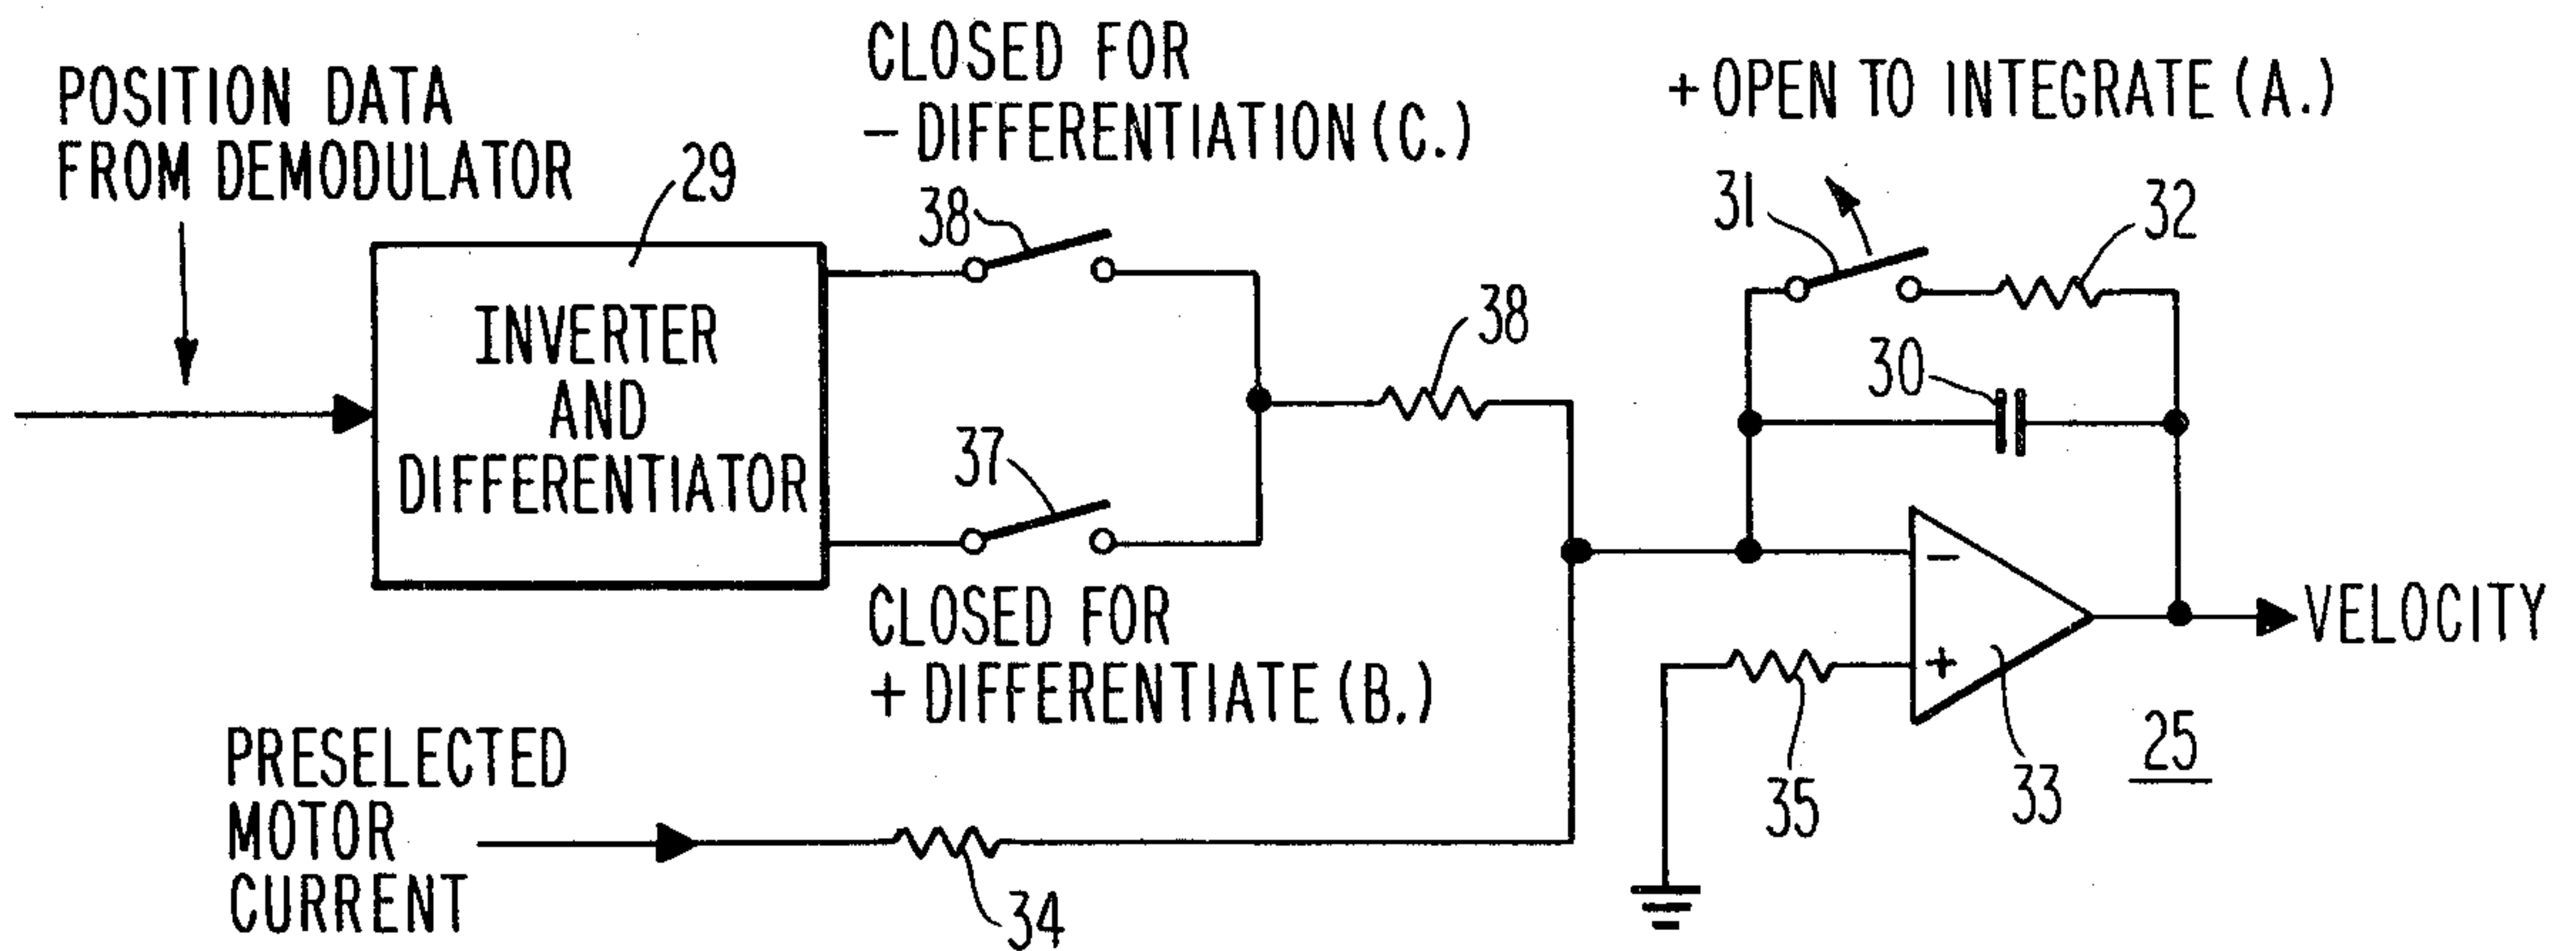 POSITION DATA
FROM DEMODULATOR
29
INVERTER
AND
DIFFERENTIATOR
CLOSED FOR
– DIFFERENTIATION (C.)
38
37
CLOSED FOR
+ DIFFERENTIATE (B.)
38
PRESELECTED
MOTOR
CURRENT
34
+ OPEN TO INTEGRATE (A.)
31
32
30
–
+
33
35
25
VELOCITY